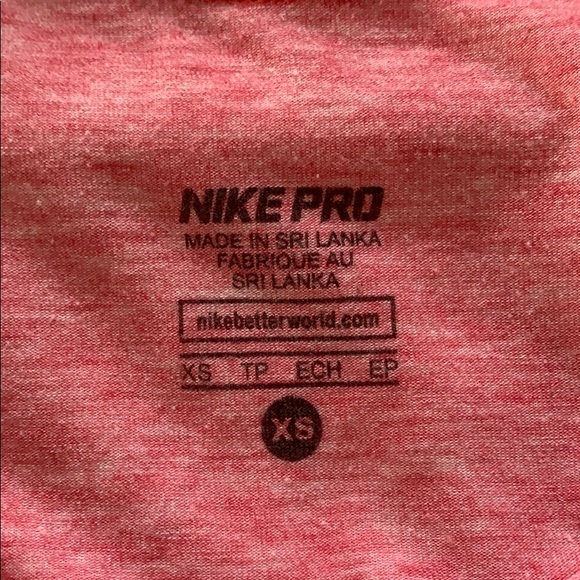 NIKE PRO
MADE IN SRI LANKA
FABRIQUE AU
SRI LANKA
nikebetterworld.com
XS TP ECH EP
XS